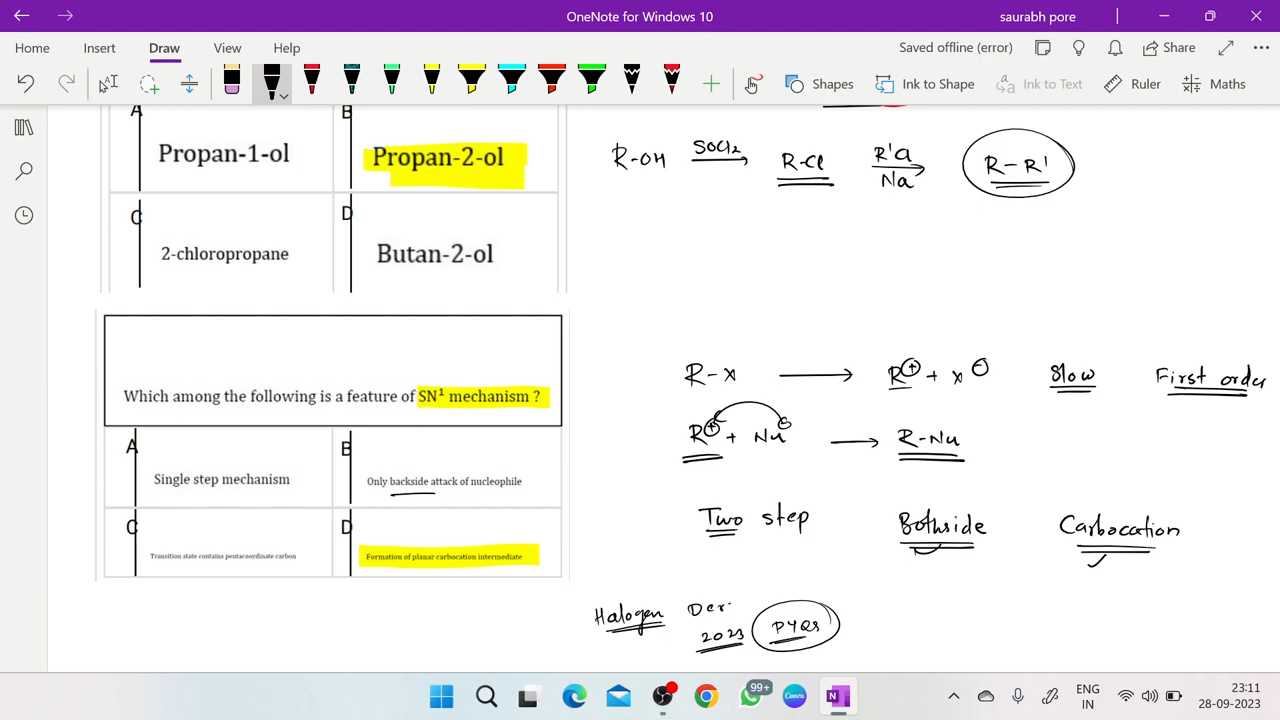 OneNote for Windows 10
saurabh pore
Home Insert Draw View Help
Saved offline (error)
Share
Shapes
Ink to Shape
Ink to Text
Ruler
Maths
A
Propan-1-ol
B
Propan-2-ol
C
2-chloropropane
D
Butan-2-ol
R-OH SOCl2 R-Cl R'Cl Na R-R'
Which among the following is a feature of SN¹ mechanism ?
A
Single step mechanism
B
Only backside attack of nucleophile
C
Transition state contains pentacoordinate carbon
D
Formation of planar carbocation intermediate
R-X ⟶ R⊕ + X⊖ Slow First order
R⊕ + Nu⊖ ⟶ R-Nu
Two step Bothside Carbocation
Halogen Der.
2023 PYQs
99+
ENG
IN
23:11
28-09-2023